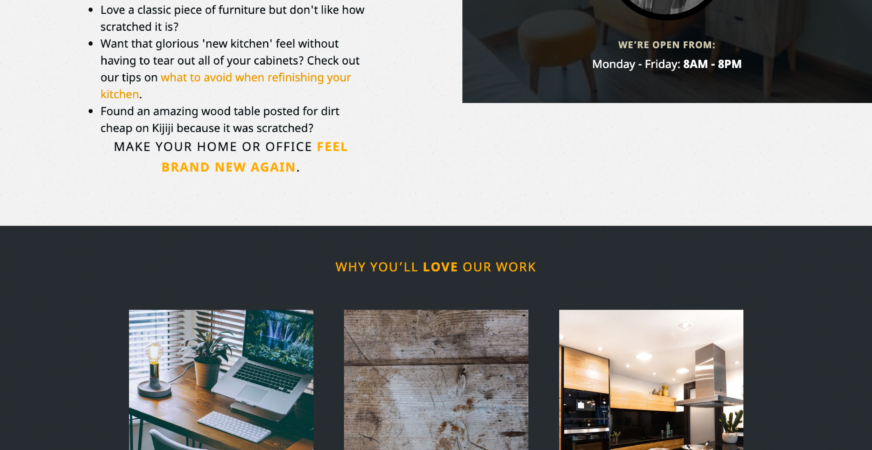 Love a classic piece of furniture but don't like how
scratched it is?
Want that glorious 'new kitchen' feel without
having to tear out all of your cabinets? Check out
our tips on what to avoid when refinishing your
kitchen.
Found an amazing wood table posted for dirt
cheap on Kijiji because it was scratched?
MAKE YOUR HOME OR OFFICE FEEL
BRAND NEW AGAIN.
WE'RE OPEN FROM:
Monday - Friday: 8AM - 8PM
WHY YOU'LL LOVE OUR WORK